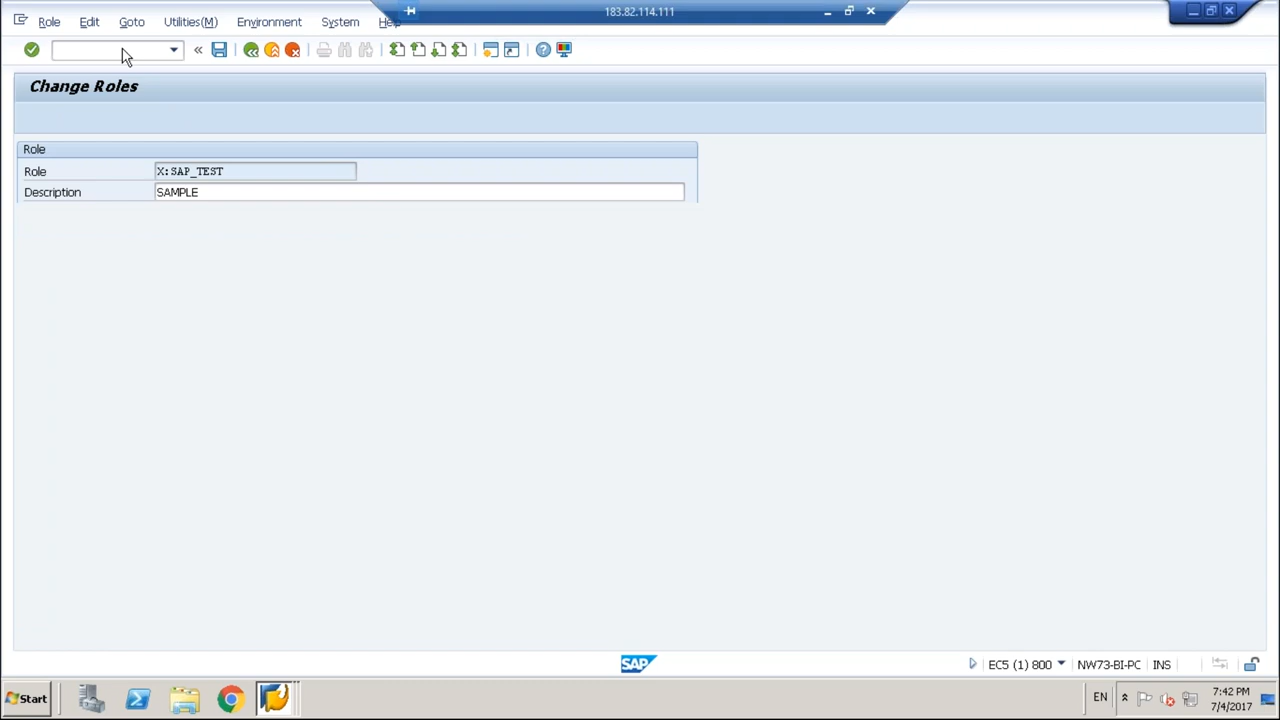 183.82.114.111
Role Edit Goto Utilities(M) Environment System Help
Change Roles
Role
Role X:SAP_TEST
Description SAMPLE
SAP
EC5 (1) 800 NW73-BI-PC INS
Start EN 7:42 PM
7/4/2017